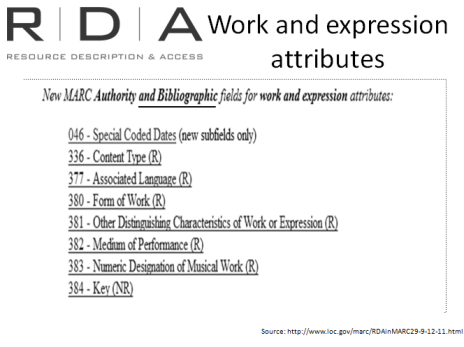 R | D | A
RESOURCE DESCRIPTION & ACCESS
Work and expression
attributes
New MARC Authority and Bibliographic fields for work and expression attributes:
046 - Special Coded Dates (new subfields only)
336 - Content Type (R)
377 - Associated Language (R)
380 - Form of Work (R)
381 - Other Distinguishing Characteristics of Work or Expression (R)
382 - Medium of Performance (R)
383 - Numeric Designation of Musical Work (R)
384 - Key (NR)
Source: http://www.loc.gov/marc/RDAinMARC29-9-12-11.html